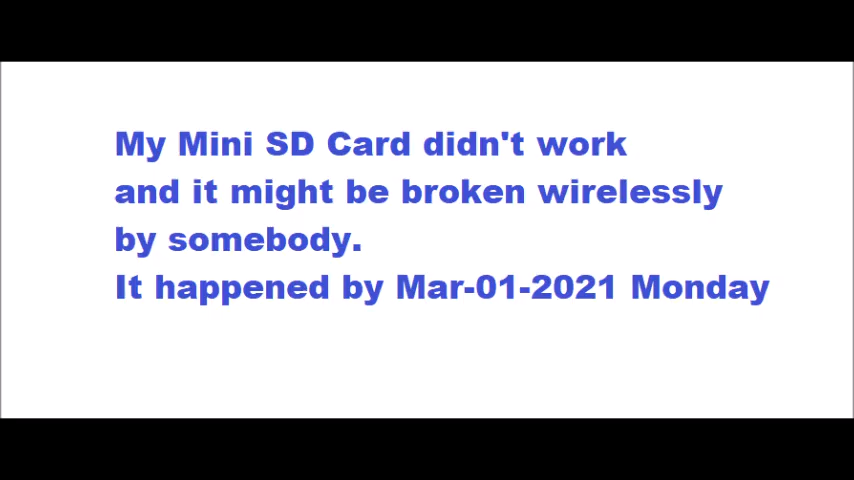 My Mini SD Card didn't work
and it might be broken wirelessly
by somebody.
It happened by Mar-01-2021 Monday